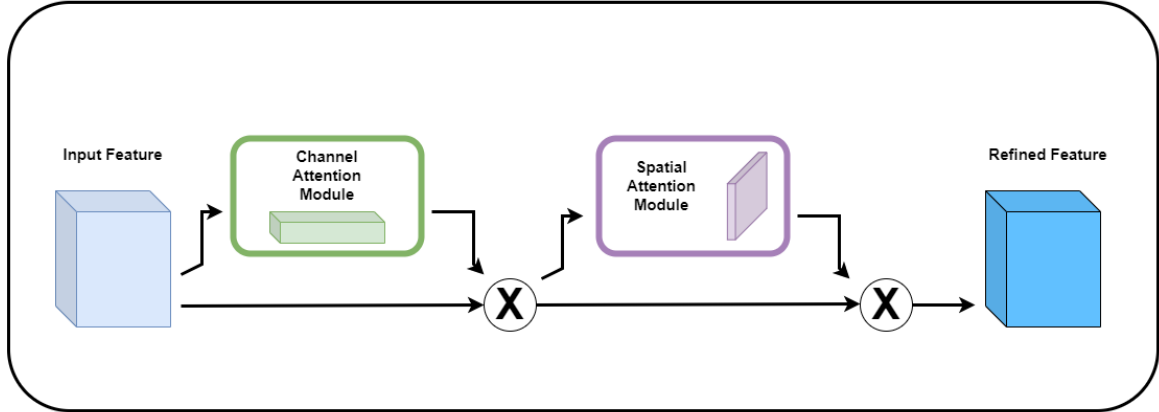 Input Feature
Channel
Attention
Module
X
Spatial
Attention
Module
X
Refined Feature